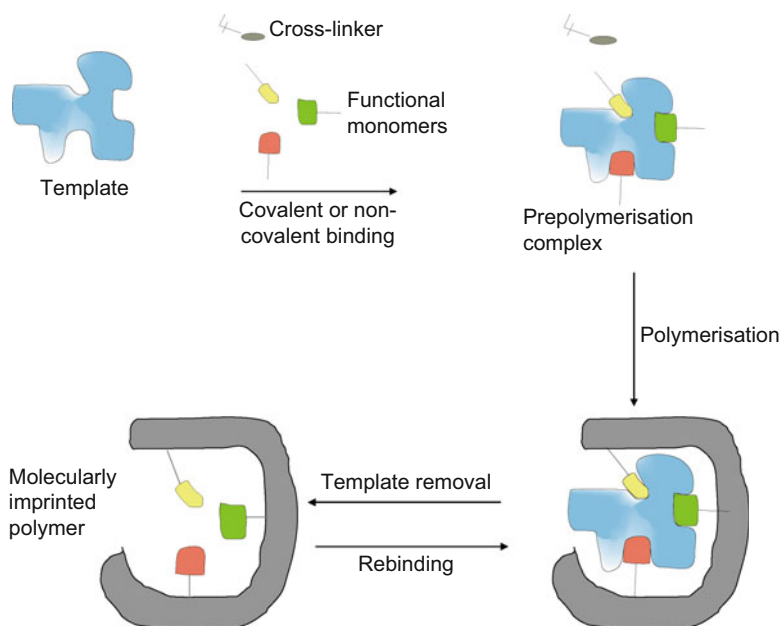 Cross-linker
Functional
monomers
Template
Covalent or non-
covalent binding
Prepolymerisation
complex
Polymerisation
Molecularly
imprinted
polymer
Template removal
Rebinding